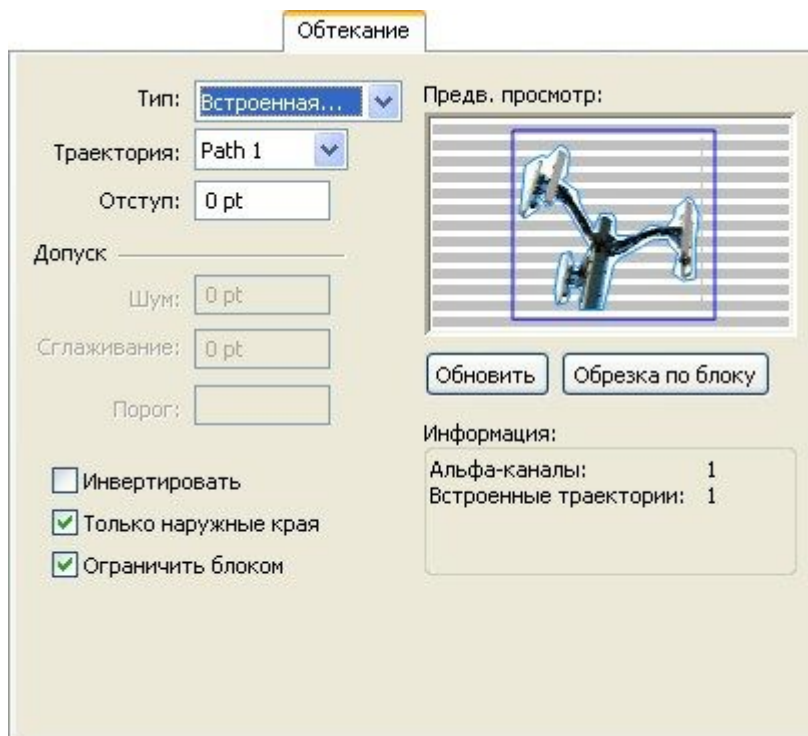 Обтекание
Тип: Встроенная...
Траектория: Path 1
Отступ: 0 pt
Допуск
Шум: 0 pt
Сглаживание: 0 pt
Порог:
Инвертировать
Только наружные края
Ограничить блоком
Предв. просмотр:
Обновить Обрезка по блоку
Информация:
Альфа-каналы: 1
Встроенные траектории: 1